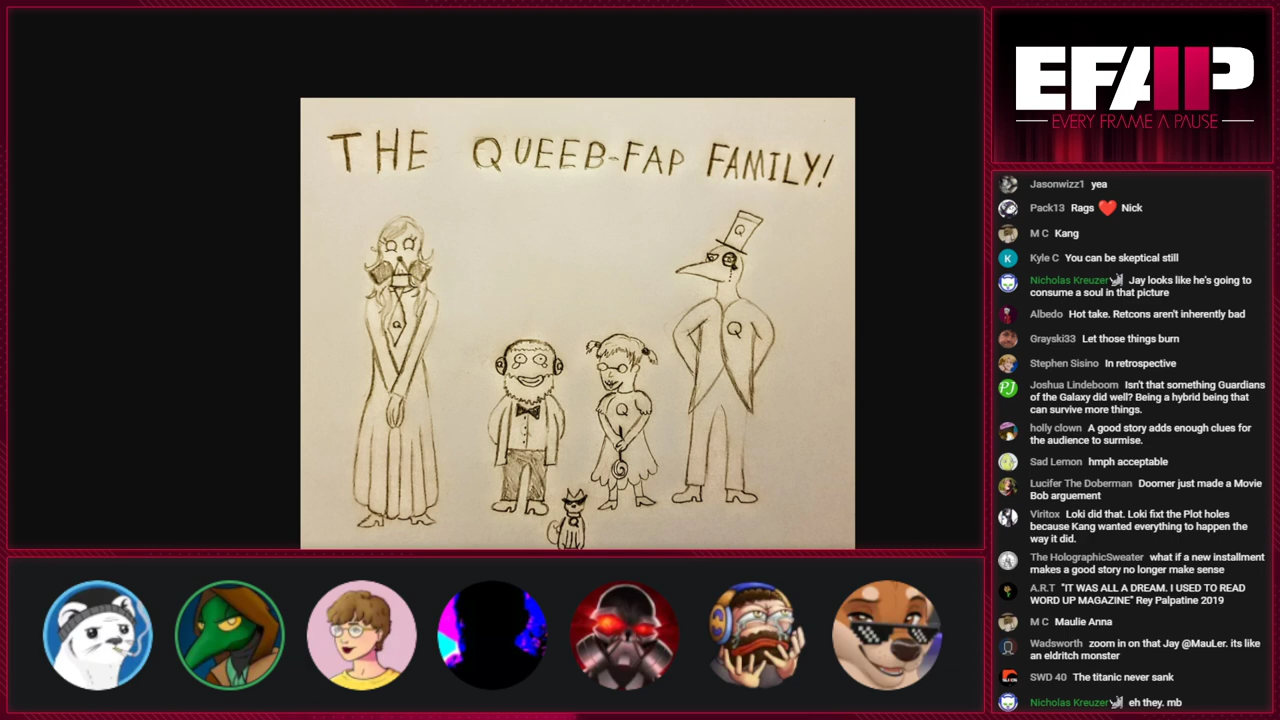 THE QUEEB-FAP FAMILY!
Q
Q
Q
Q
Q
EFAP
EVERY FRAME A PAUSE
Jasonwizz1 yea
Pack13 Rags ❤️ Nick
M C Kang
K
Kyle C You can be skeptical still
Nicholas Kreuzer Jay looks like he's going to
consume a soul in that picture
Albedo Hot take. Retcons aren't inherently bad
Grayski33 Let those things burn
Stephen Sisino In retrospective
PJ
Joshua Lindeboom Isn't that something Guardians
of the Galaxy did well? Being a hybrid being that
can survive more things.
holly clown A good story adds enough clues for
the audience to surmise.
Sad Lemon hmph acceptable
Lucifer The Doberman Doomer just made a Movie
Bob arguement
Viritox Loki did that. Loki fixt the Plot holes
because Kang wanted everything to happen the
way it did.
The HolographicSweater what if a new installment
makes a good story no longer make sense
A.R.T "IT WAS ALL A DREAM. I USED TO READ
WORD UP MAGAZINE" Rey Palpatine 2019
M C Maulie Anna
Wadsworth zoom in on that Jay @MauLer. its like
an eldritch monster
SWD 40 The titanic never sank
Nicholas Kreuzer eh they. mb